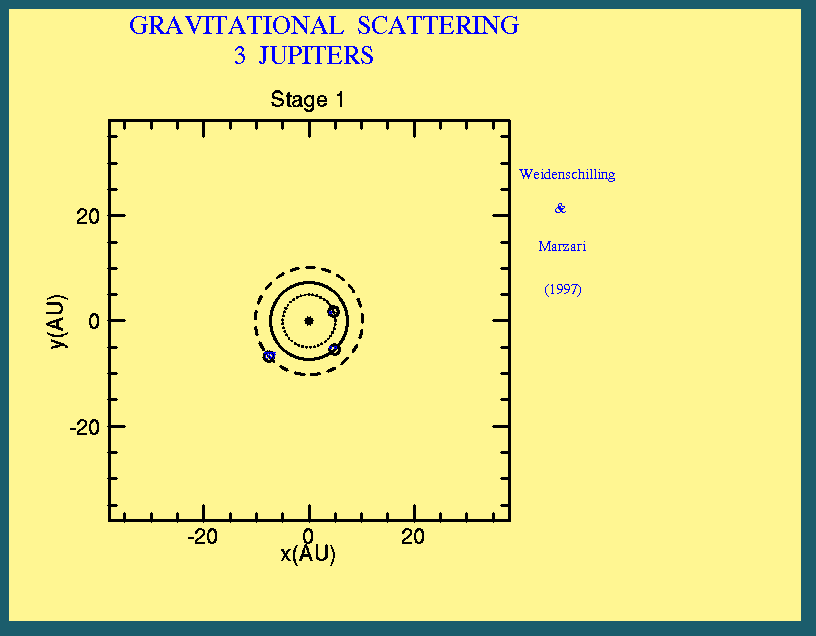 GRAVITATIONAL SCATTERING
3 JUPITERS
Stage 1
Weidenschilling
&
Marzari
(1997)
20
0
-20
y(AU)
-20 0 20
x(AU)